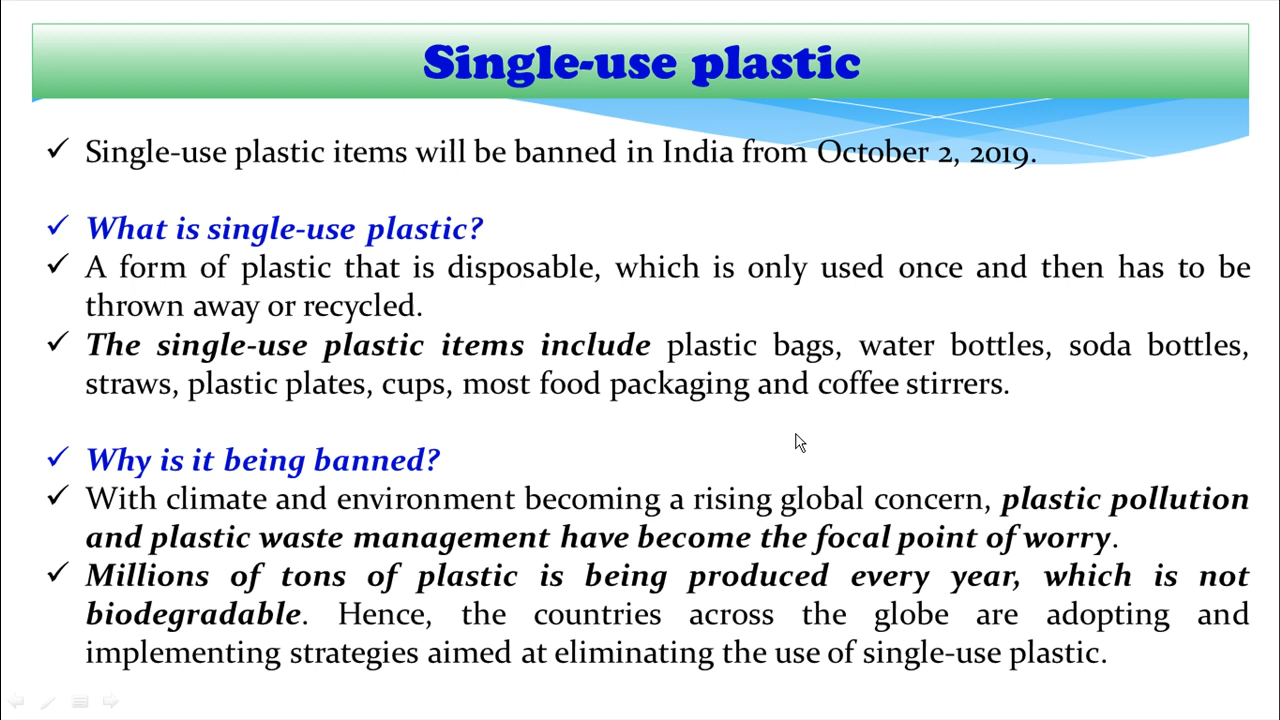 Single-use plastic
✓ Single-use plastic items will be banned in India from October 2, 2019.
✓ What is single-use plastic?
✓ A form of plastic that is disposable, which is only used once and then has to be
thrown away or recycled.
✓ The single-use plastic items include plastic bags, water bottles, soda bottles,
straws, plastic plates, cups, most food packaging and coffee stirrers.
✓ Why is it being banned?
✓ With climate and environment becoming a rising global concern, plastic pollution
and plastic waste management have become the focal point of worry.
✓ Millions of tons of plastic is being produced every year, which is not
biodegradable. Hence, the countries across the globe are adopting and
implementing strategies aimed at eliminating the use of single-use plastic.